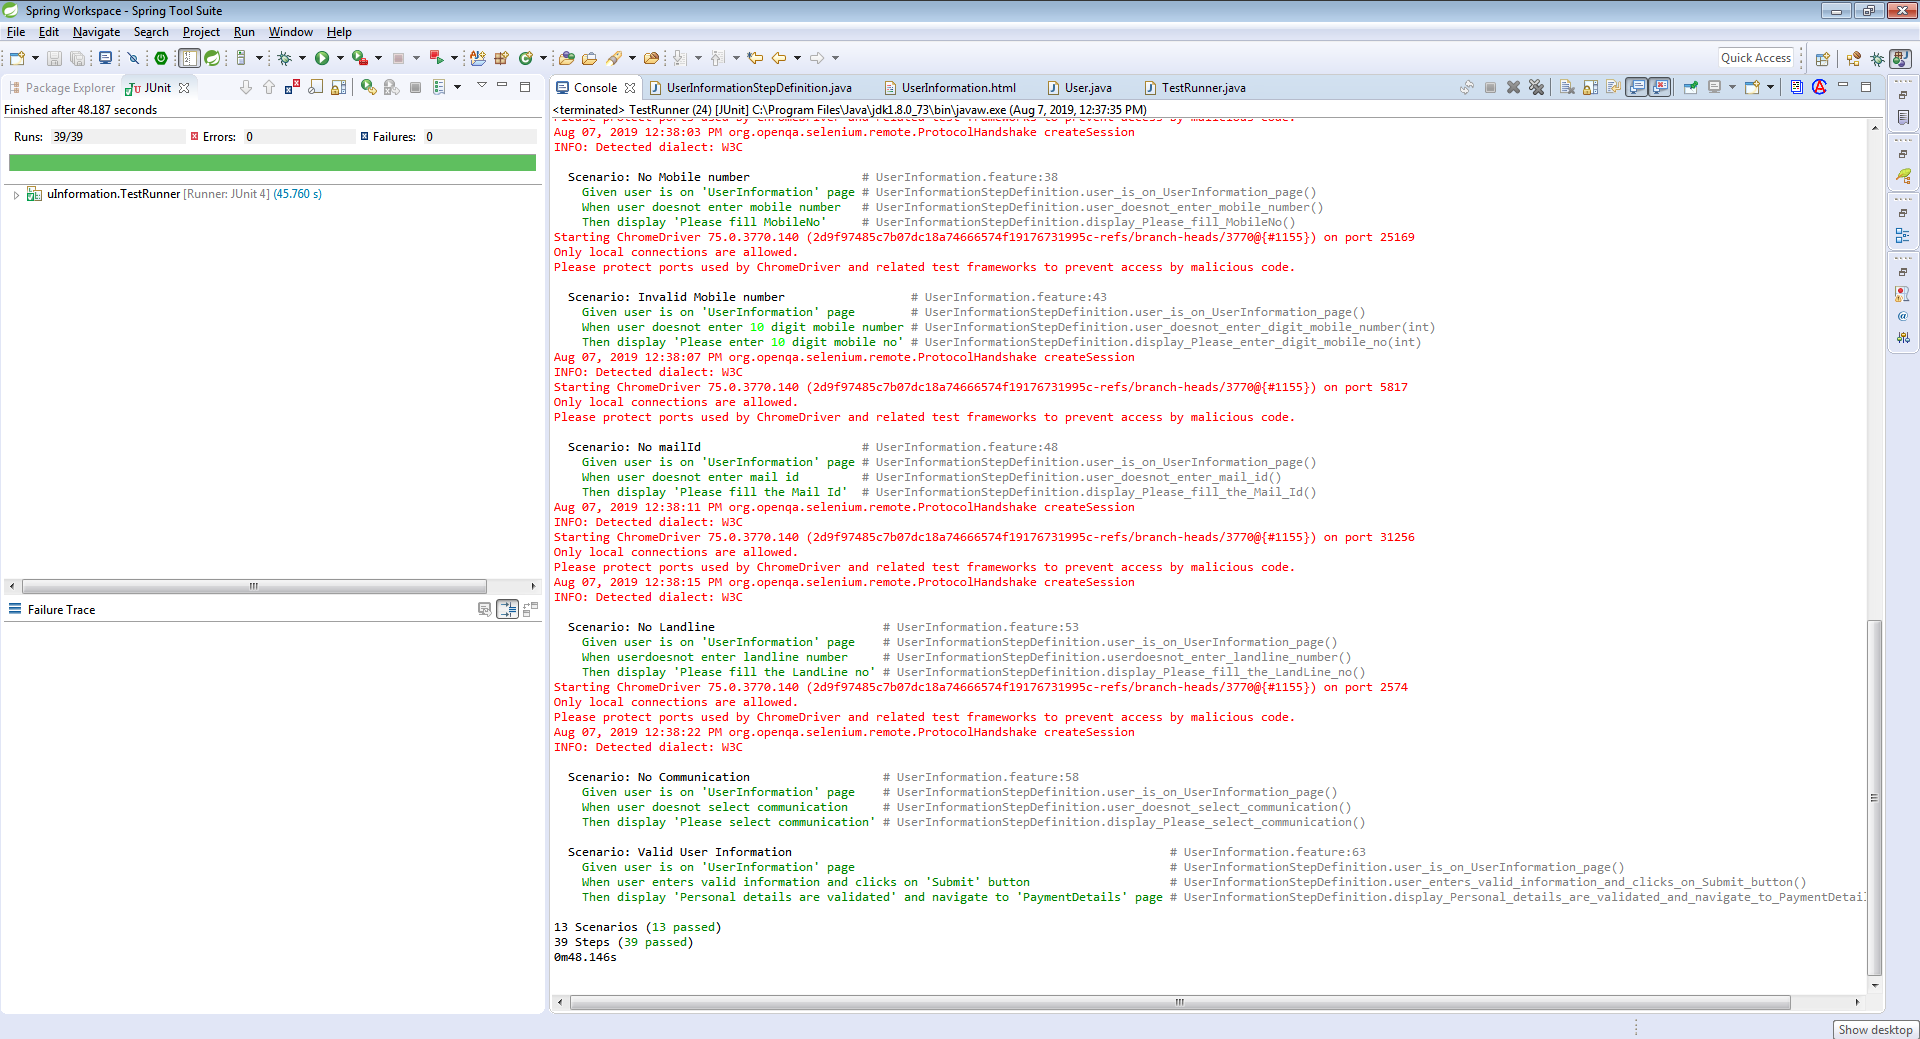 Spring Workspace - Spring Tool Suite
File Edit Navigate Search Project Run Window Help
Quick Access
Package Explorer JUnit
Finished after 48.187 seconds
Runs: 39/39 Errors: 0 Failures: 0
uInformation.TestRunner [Runner: JUnit 4] (45.760 s)
Failure Trace
Console UserInformationStepDefinition.java UserInformation.html User.java TestRunner.java
<terminated> TestRunner (24) [JUnit] C:\Program Files\Java\jdk1.8.0_73\bin\javaw.exe (Aug 7, 2019, 12:37:35 PM)
Please protect ports used by ChromeDriver and related test frameworks to prevent access by malicious code.
Aug 07, 2019 12:38:03 PM org.openqa.selenium.remote.ProtocolHandshake createSession
INFO: Detected dialect: W3C
Scenario: No Mobile number # UserInformation.feature:38
Given user is on 'UserInformation' page # UserInformationStepDefinition.user_is_on_UserInformation_page()
When user doesnot enter mobile number # UserInformationStepDefinition.user_doesnot_enter_mobile_number()
Then display 'Please fill MobileNo' # UserInformationStepDefinition.display_Please_fill_MobileNo()
Starting ChromeDriver 75.0.3770.140 (2d9f97485c7b07dc18a74666574f19176731995c-refs/branch-heads/3770@{#1155}) on port 25169
Only local connections are allowed.
Please protect ports used by ChromeDriver and related test frameworks to prevent access by malicious code.
Scenario: Invalid Mobile number # UserInformation.feature:43
Given user is on 'UserInformation' page # UserInformationStepDefinition.user_is_on_UserInformation_page()
When user doesnot enter 10 digit mobile number # UserInformationStepDefinition.user_doesnot_enter_digit_mobile_number(int)
Then display 'Please enter 10 digit mobile no' # UserInformationStepDefinition.display_Please_enter_digit_mobile_no(int)
Aug 07, 2019 12:38:07 PM org.openqa.selenium.remote.ProtocolHandshake createSession
INFO: Detected dialect: W3C
Starting ChromeDriver 75.0.3770.140 (2d9f97485c7b07dc18a74666574f19176731995c-refs/branch-heads/3770@{#1155}) on port 5817
Only local connections are allowed.
Please protect ports used by ChromeDriver and related test frameworks to prevent access by malicious code.
Scenario: No mailId # UserInformation.feature:48
Given user is on 'UserInformation' page # UserInformationStepDefinition.user_is_on_UserInformation_page()
When user doesnot enter mail id # UserInformationStepDefinition.user_doesnot_enter_mail_id()
Then display 'Please fill the Mail Id' # UserInformationStepDefinition.display_Please_fill_the_Mail_Id()
Aug 07, 2019 12:38:11 PM org.openqa.selenium.remote.ProtocolHandshake createSession
INFO: Detected dialect: W3C
Starting ChromeDriver 75.0.3770.140 (2d9f97485c7b07dc18a74666574f19176731995c-refs/branch-heads/3770@{#1155}) on port 31256
Only local connections are allowed.
Please protect ports used by ChromeDriver and related test frameworks to prevent access by malicious code.
Aug 07, 2019 12:38:15 PM org.openqa.selenium.remote.ProtocolHandshake createSession
INFO: Detected dialect: W3C
Scenario: No Landline # UserInformation.feature:53
Given user is on 'UserInformation' page # UserInformationStepDefinition.user_is_on_UserInformation_page()
When userdoesnot enter landline number # UserInformationStepDefinition.userdoesnot_enter_landline_number()
Then display 'Please fill the LandLine no' # UserInformationStepDefinition.display_Please_fill_the_LandLine_no()
Starting ChromeDriver 75.0.3770.140 (2d9f97485c7b07dc18a74666574f19176731995c-refs/branch-heads/3770@{#1155}) on port 2574
Only local connections are allowed.
Please protect ports used by ChromeDriver and related test frameworks to prevent access by malicious code.
Aug 07, 2019 12:38:22 PM org.openqa.selenium.remote.ProtocolHandshake createSession
INFO: Detected dialect: W3C
Scenario: No Communication # UserInformation.feature:58
Given user is on 'UserInformation' page # UserInformationStepDefinition.user_is_on_UserInformation_page()
When user doesnot select communication # UserInformationStepDefinition.user_doesnot_select_communication()
Then display 'Please select communication' # UserInformationStepDefinition.display_Please_select_communication()
Scenario: Valid User Information # UserInformation.feature:63
Given user is on 'UserInformation' page # UserInformationStepDefinition.user_is_on_UserInformation_page()
When user enters valid information and clicks on 'Submit' button # UserInformationStepDefinition.user_enters_valid_information_and_clicks_on_Submit_button()
Then display 'Personal details are validated' and navigate to 'PaymentDetails' page # UserInformationStepDefinition.display_Personal_details_are_validated_and_navigate_to_PaymentDetai
13 Scenarios (13 passed)
39 Steps (39 passed)
0m48.146s
Show desktop